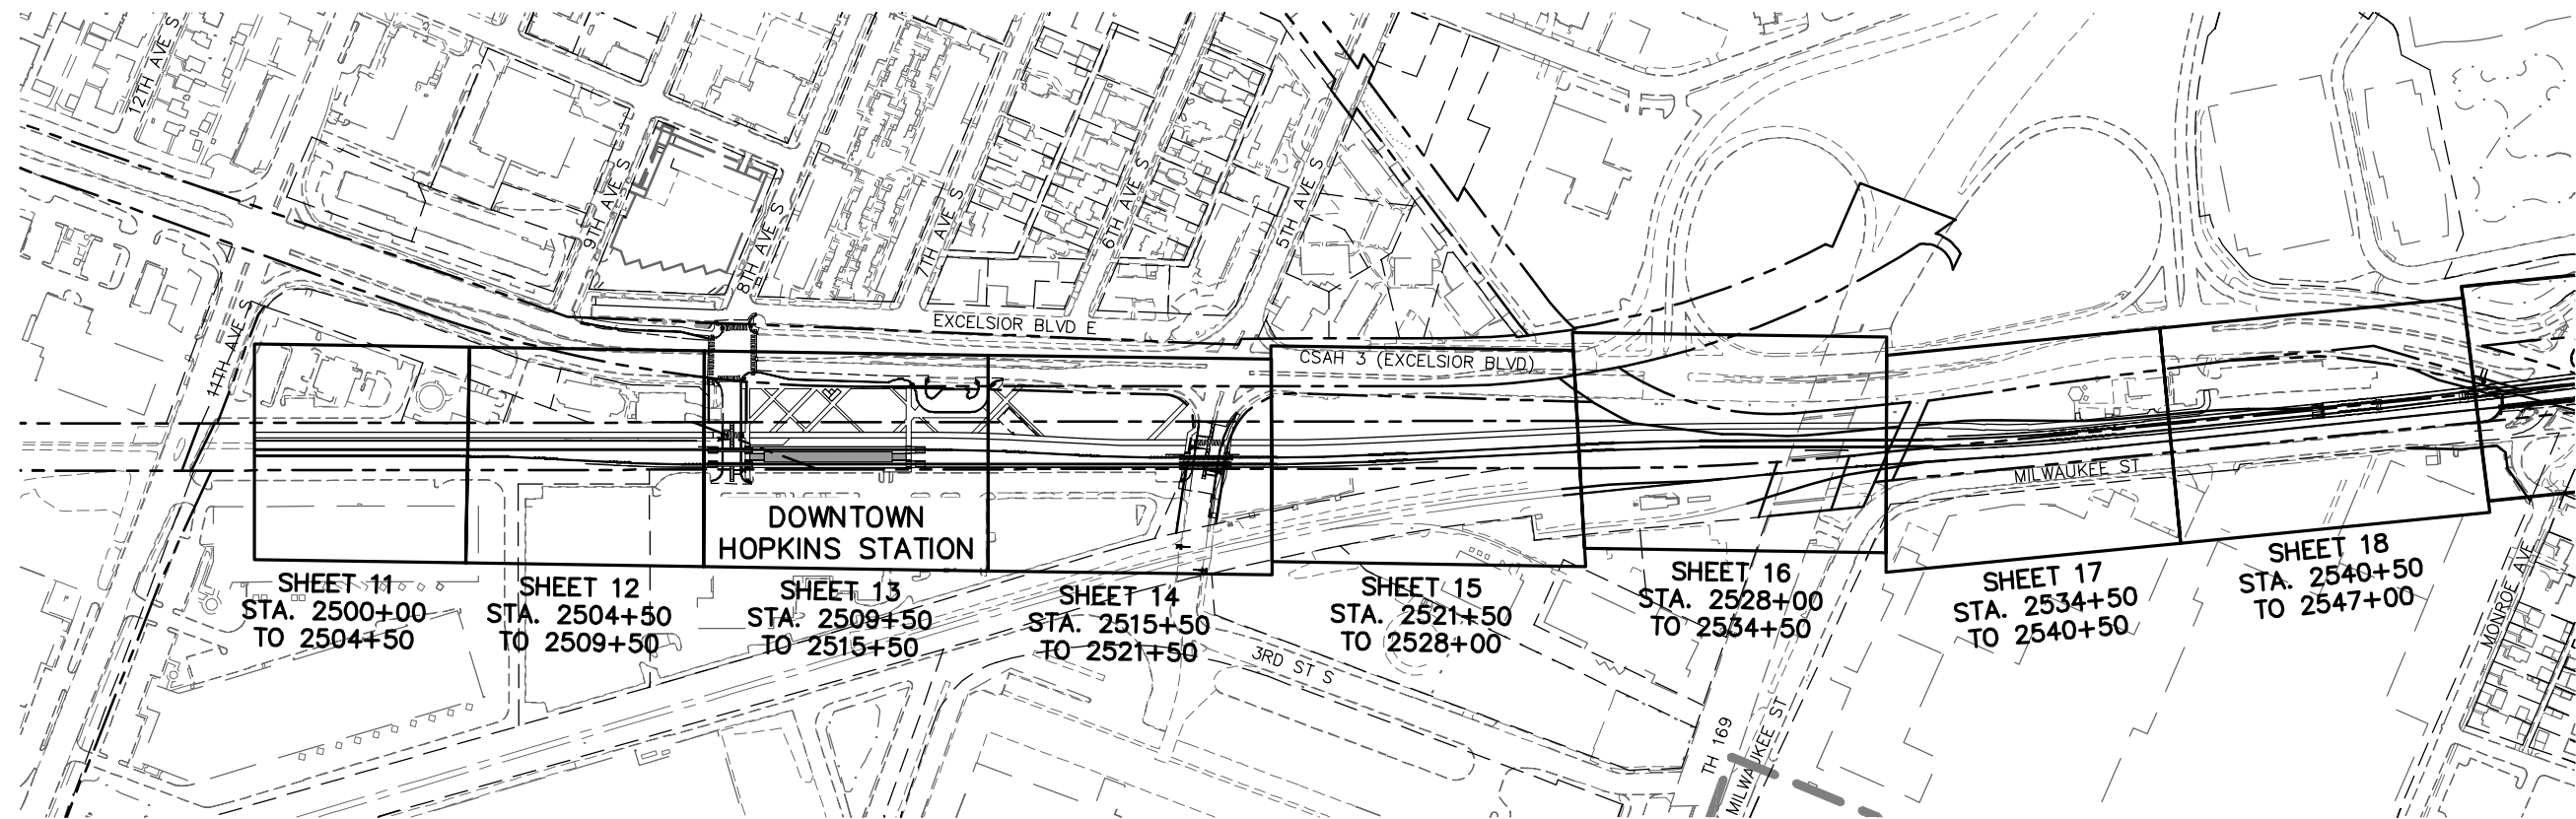 12TH AVE S
11TH AVE S
9TH AVE S
8TH AVE S
7TH AVE S
6TH AVE S
5TH AVE S
EXCELSIOR BLVD E
CSAH 3 (EXCELSIOR BLVD)
MILWAUKEE ST
DOWNTOWN
HOPKINS STATION
SHEET 11
STA. 2500+00
TO 2504+50
SHEET 12
STA. 2504+50
TO 2509+50
SHEET 13
STA. 2509+50
TO 2515+50
SHEET 14
STA. 2515+50
TO 2521+50
SHEET 15
STA. 2521+50
TO 2528+00
SHEET 16
STA. 2528+00
TO 2534+50
SHEET 17
STA. 2534+50
TO 2540+50
SHEET 18
STA. 2540+50
TO 2547+00
3RD ST S
TH 169
MILWAUKEE ST
MONROE AVE